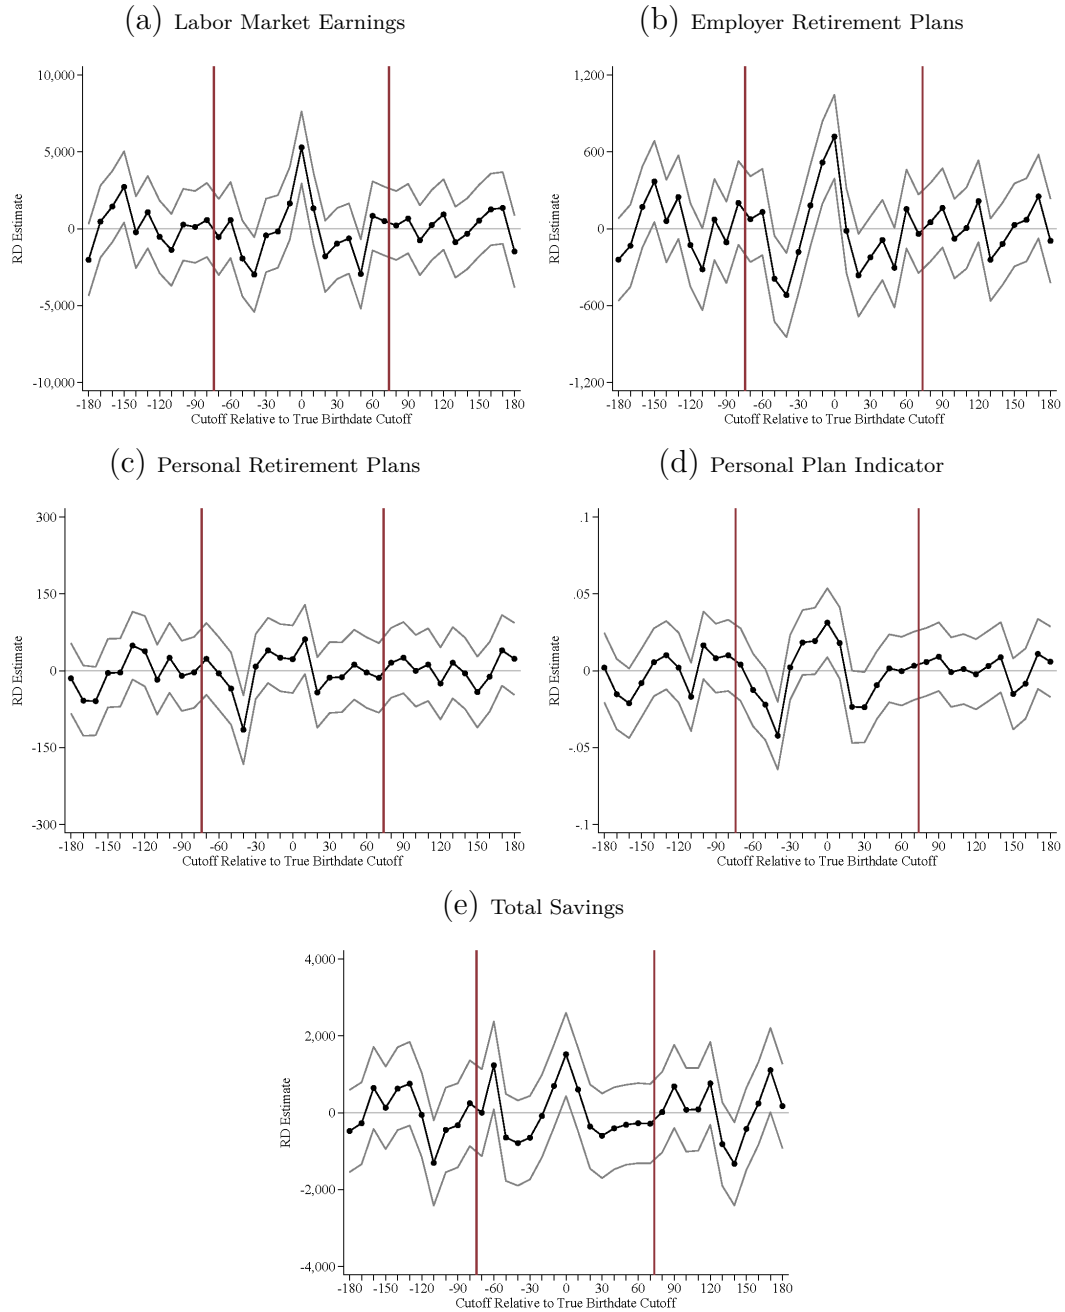 (a) Labor Market Earnings
10,000
5,000
0
-5,000
-10,000
RD Estimate
-180 -150 -120 -90 -60 -30 0 30 60 90 120 150 180
Cutoff Relative to True Birthdate Cutoff
(b) Employer Retirement Plans
1,200
600
0
-600
-1,200
RD Estimate
-180 -150 -120 -90 -60 -30 0 30 60 90 120 150 180
Cutoff Relative to True Birthdate Cutoff
(c) Personal Retirement Plans
300
150
0
-150
-300
RD Estimate
-180 -150 -120 -90 -60 -30 0 30 60 90 120 150 180
Cutoff Relative to True Birthdate Cutoff
(d) Personal Plan Indicator
.1
.05
0
-.05
-.1
RD Estimate
-180 -150 -120 -90 -60 -30 0 30 60 90 120 150 180
Cutoff Relative to True Birthdate Cutoff
(e) Total Savings
4,000
2,000
0
-2,000
-4,000
RD Estimate
-180 -150 -120 -90 -60 -30 0 30 60 90 120 150 180
Cutoff Relative to True Birthdate Cutoff